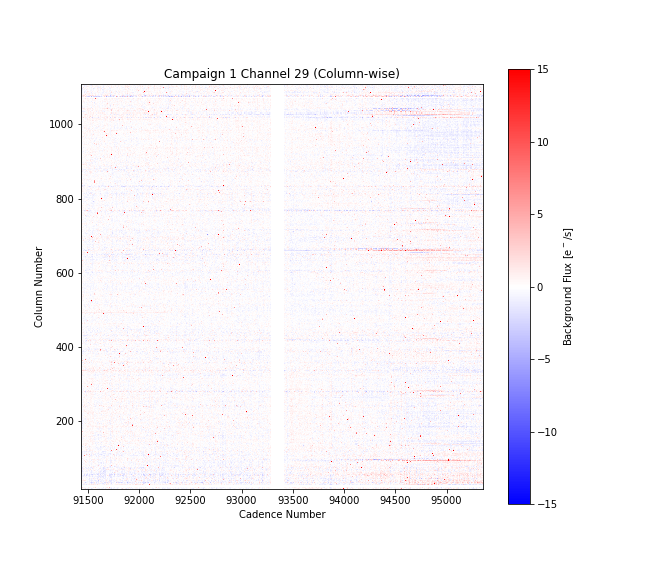 Campaign 1 Channel 29 (Column-wise)
1000
800
600
400
200
Column Number
91500 92000 92500 93000 93500 94000 94500 95000
Cadence Number
15
10
5
0
−5
−10
−15
Background Flux [e⁻/s]